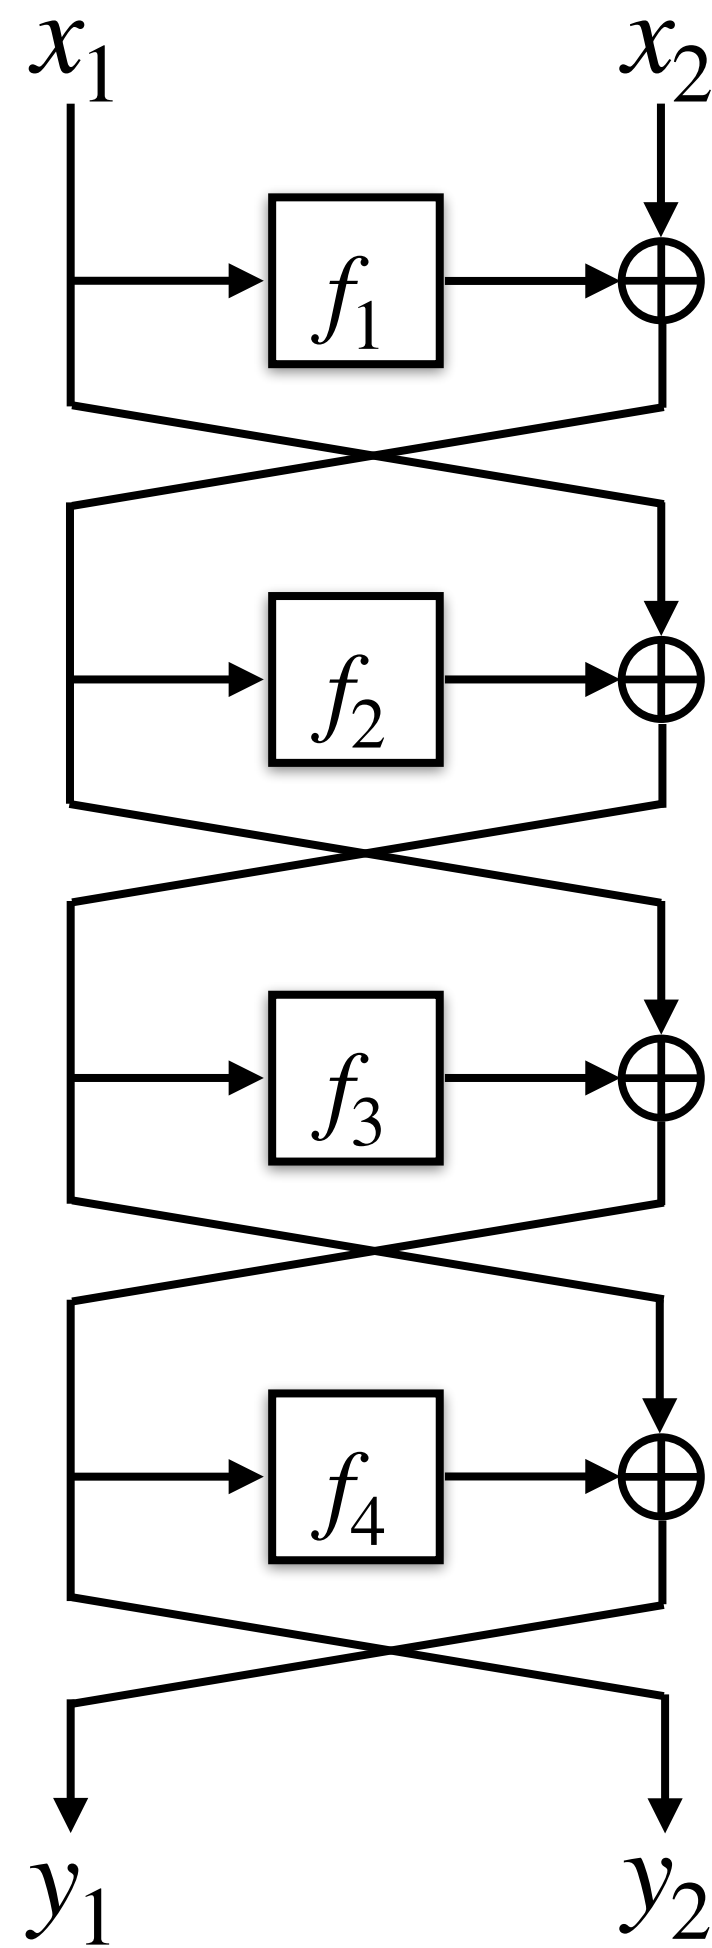 x₁ x₂
f₁
f₂
f₃
f₄
y₁ y₂